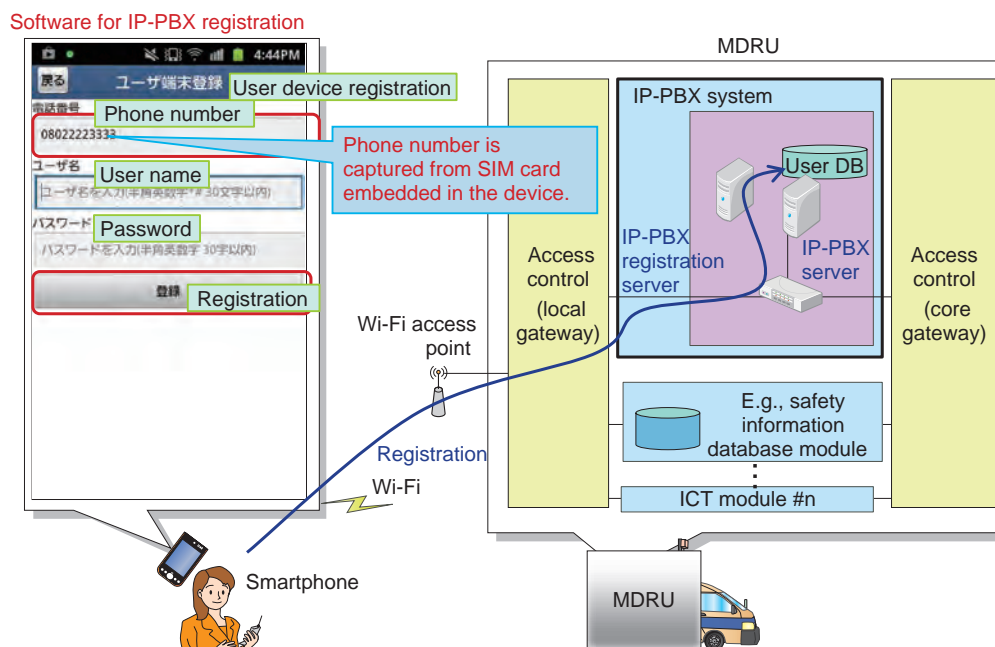 Software for IP-PBX registration
4:44PM
戻る
ユーザ端末登録
User device registration
電話番号
Phone number
08022223333
Phone number is
captured from SIM card
embedded in the device.
ユーザ名
User name
ユーザ名を入力(半角英数字*# 30文字以内)
パスワード
Password
パスワードを入力(半角英数字 30字以内)
登録
Registration
Wi-Fi access
point
Registration
Wi-Fi
Smartphone
MDRU
IP-PBX system
User DB
IP-PBX
registration
server
IP-PBX
server
Access
control
(local
gateway)
Access
control
(core
gateway)
E.g., safety
information
database module
ICT module #n
MDRU